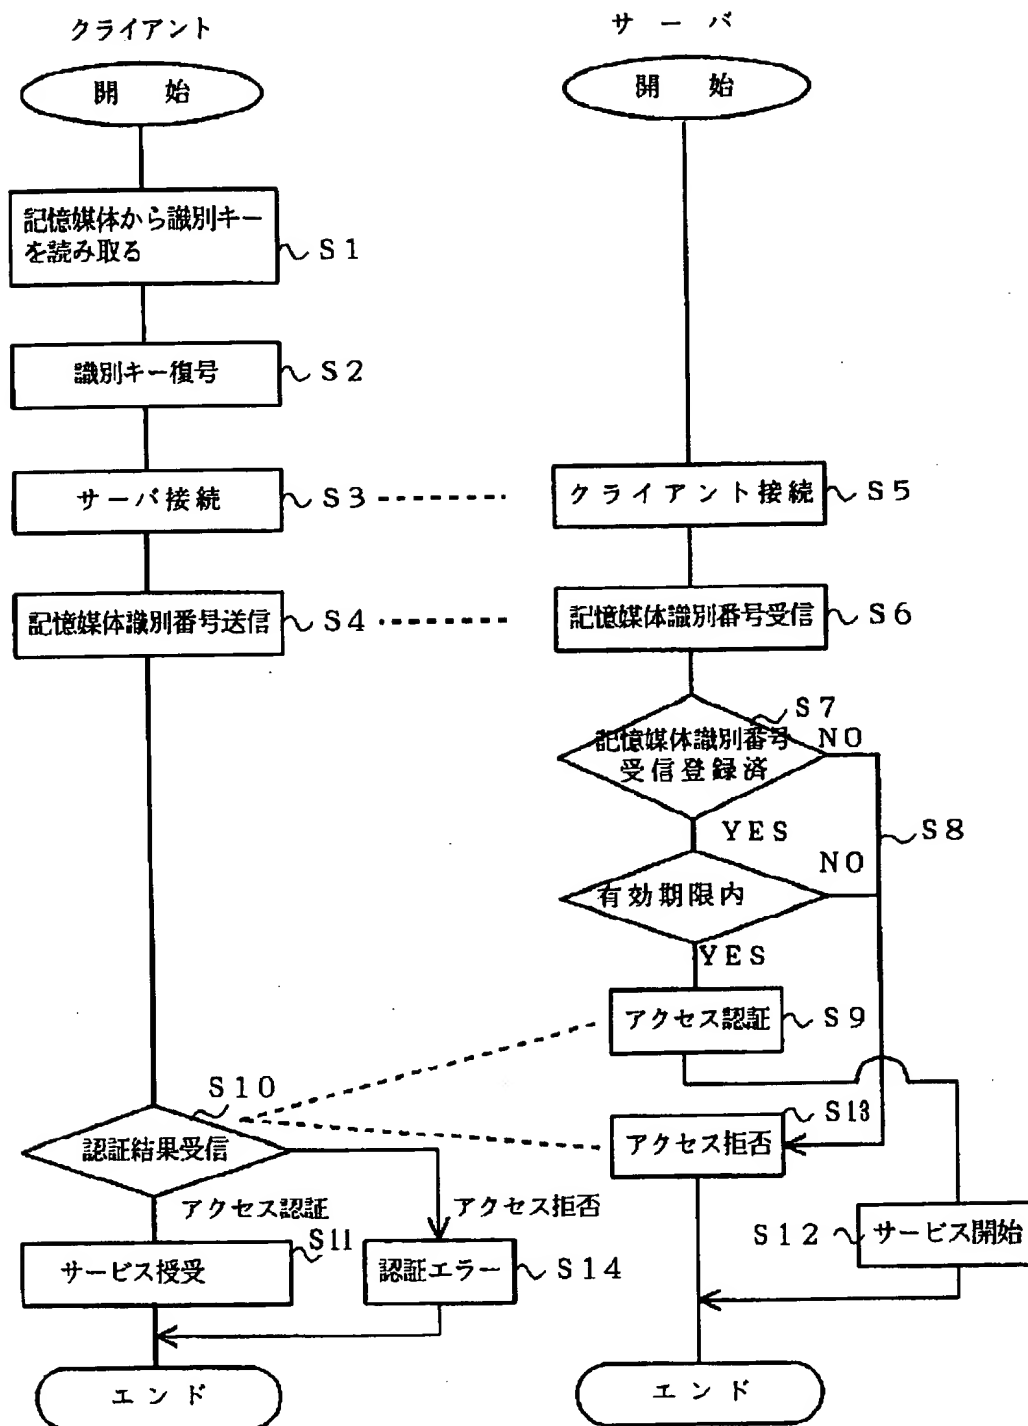 クライアント
開始
記憶媒体から識別キー
を読み取る
S1
識別キー復号
S2
サーバ接続
S3
記憶媒体識別番号送信
S4
S10
認証結果受信
アクセス認証
アクセス拒否
S11
サービス授受
認証エラー
S14
エンド
サーバ
開始
クライアント接続
S5
記憶媒体識別番号受信
S6
S7
記憶媒体識別番号
受信登録済
NO
YES
S8
NO
有効期限内
YES
アクセス認証
S9
S13
アクセス拒否
S12
サービス開始
エンド